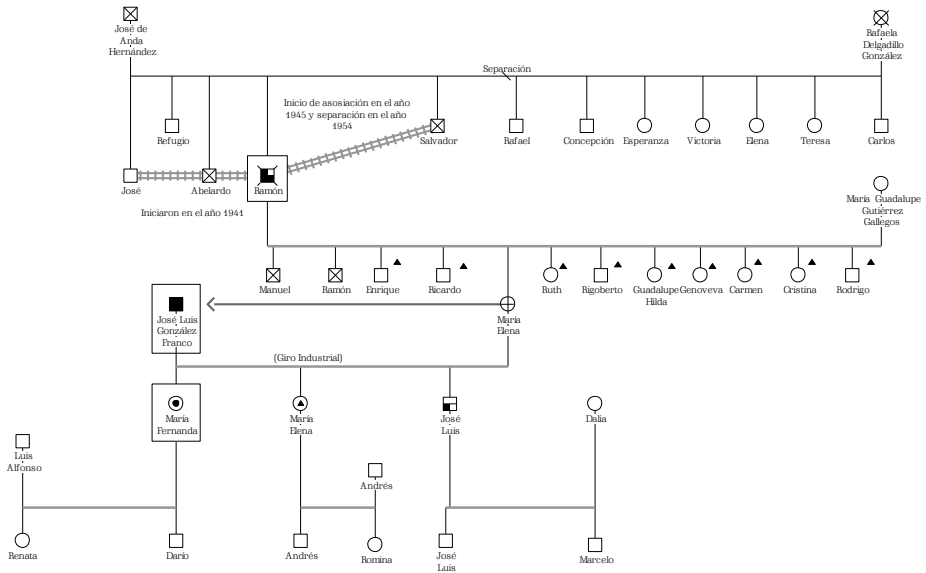 José de
Anda
Hernández
Rafaela
Delgadillo
González
Separación
Inicio de asosiación en el año
1945 y separación en el año
1954
Refugio
Salvador
Rafael
Concepción
Esperanza
Victoria
Elena
Teresa
Carlos
José
Abelardo
Ramón
Iniciaron en el año 1941
María Guadalupe
Gutiérrez
Gallegos
Manuel
Ramón
Enrique
Ricardo
Ruth
Rigoberto
Guadalupe
Hilda
Genoveva
Carmen
Cristina
Rodrigo
José Luis
González
Franco
María
Elena
(Giro Industrial)
María
Fernanda
María
Elena
José
Luis
Dalia
Luis
Alfonso
Andrés
Renata
Darío
Andrés
Romina
José
Luis
Marcelo